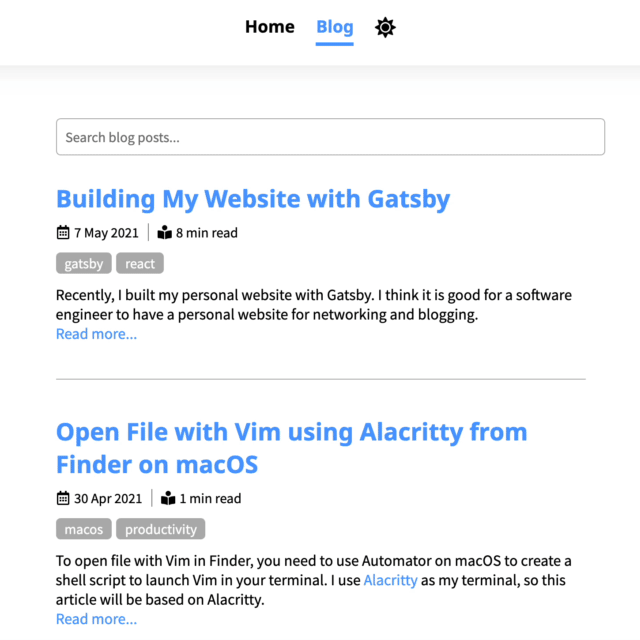 Home Blog
Search blog posts...
Building My Website with Gatsby
7 May 2021 8 min read
gatsby react
Recently, I built my personal website with Gatsby. I think it is good for a software
engineer to have a personal website for networking and blogging.
Read more...
Open File with Vim using Alacritty from
Finder on macOS
30 Apr 2021 1 min read
macos productivity
To open file with Vim in Finder, you need to use Automator on macOS to create a
shell script to launch Vim in your terminal. I use Alacritty as my terminal, so this
article will be based on Alacritty.
Read more...